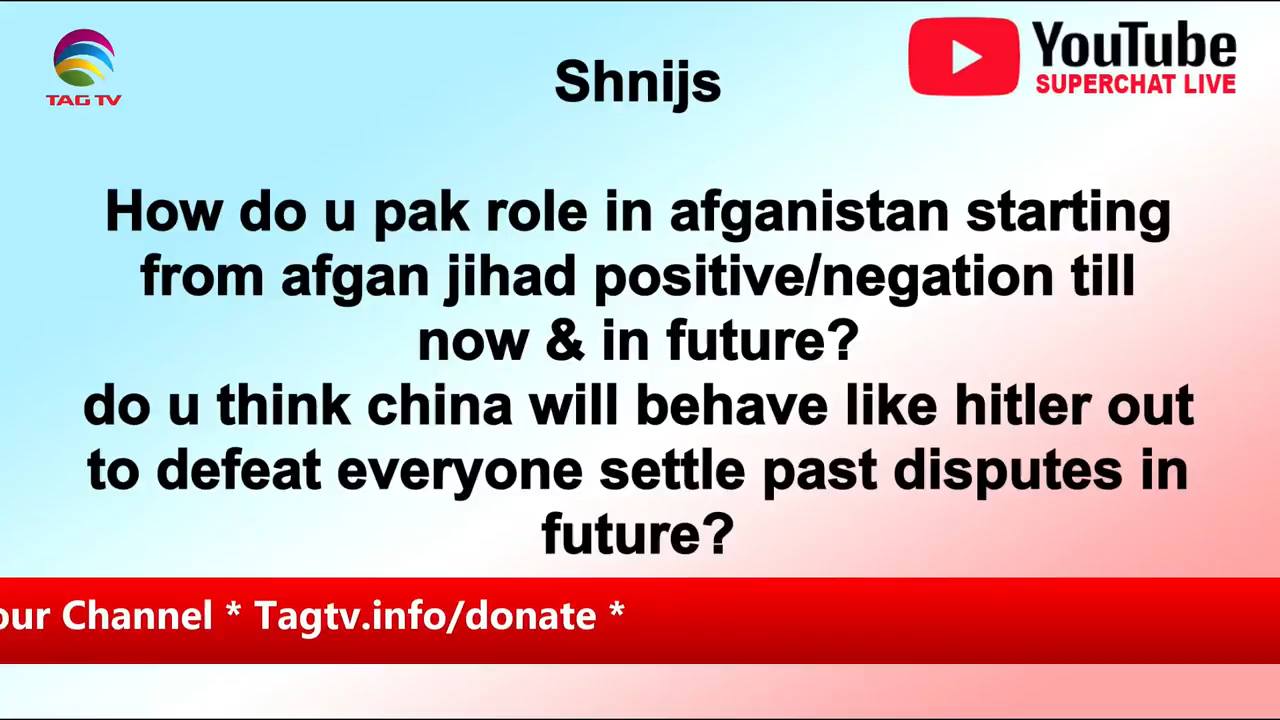 TAG TV
YouTube
SUPERCHAT LIVE
Shnijs
How do u pak role in afganistan starting
from afgan jihad positive/negation till
now & in future?
do u think china will behave like hitler out
to defeat everyone settle past disputes in
future?
our Channel * Tagtv.info/donate *